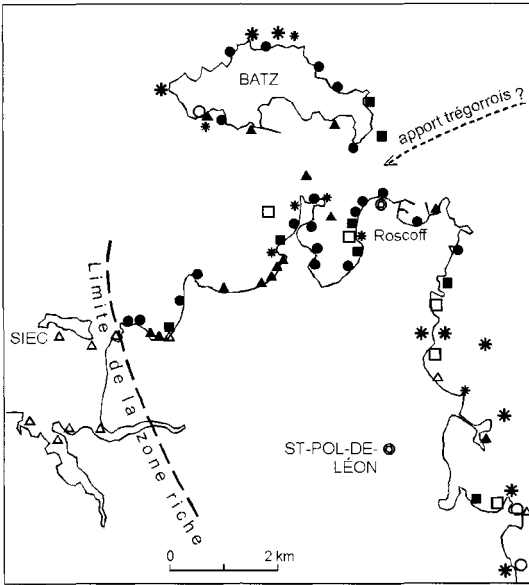 BATZ
apport trégorrois ?
Roscoff
SIEC
Limite de la zone riche
ST-POL-DE-
LÉON
0 2 km